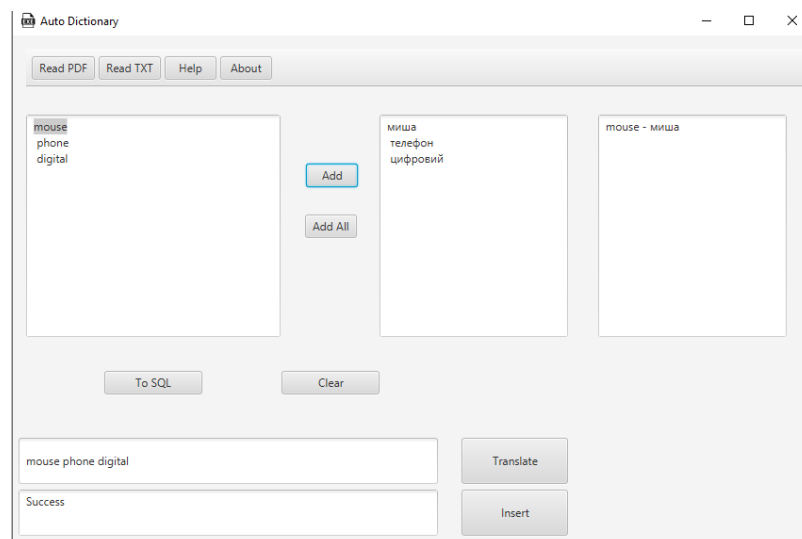 Auto Dictionary
Read PDF Read TXT Help About
mouse
phone
digital
Add
Add All
миша
телефон
цифровий
mouse - миша
To SQL Clear
mouse phone digital
Translate
Success
Insert